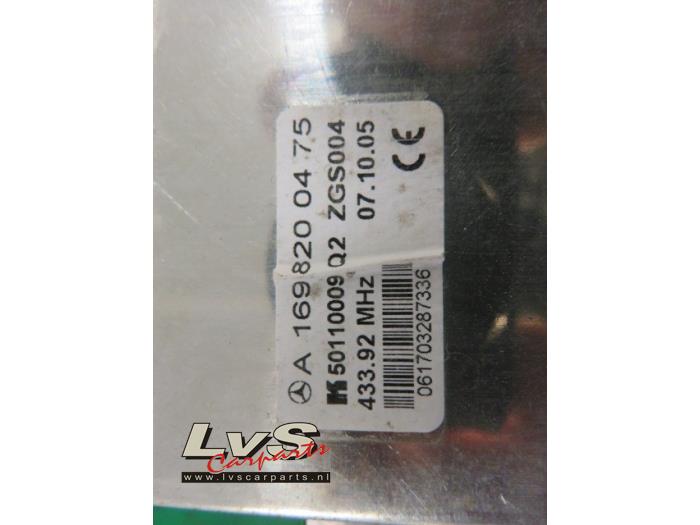 A 169 820 04 75
K 50110009 Q2 ZGS004
433.92 MHz 07.10.05
CE
061703287336
LvS
Carparts
www.lvscarparts.nl